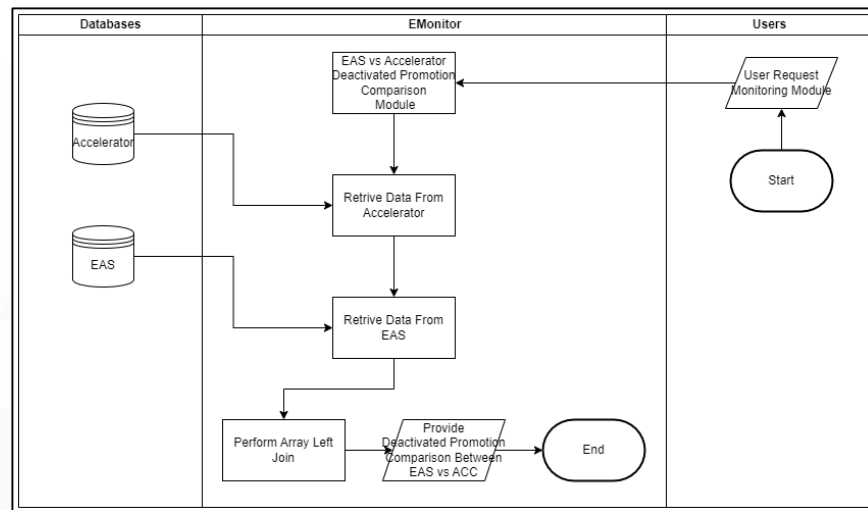 Databases
EMonitor
Users
EAS vs Accelerator
Deactivated Promotion
Comparison
Module
User Request
Monitoring Module
Accelerator
Start
Retrive Data From
Accelerator
EAS
Retrive Data From
EAS
Perform Array Left
Join
Provide
Deactivated Promotion
Comparison Between
EAS vs ACC
End